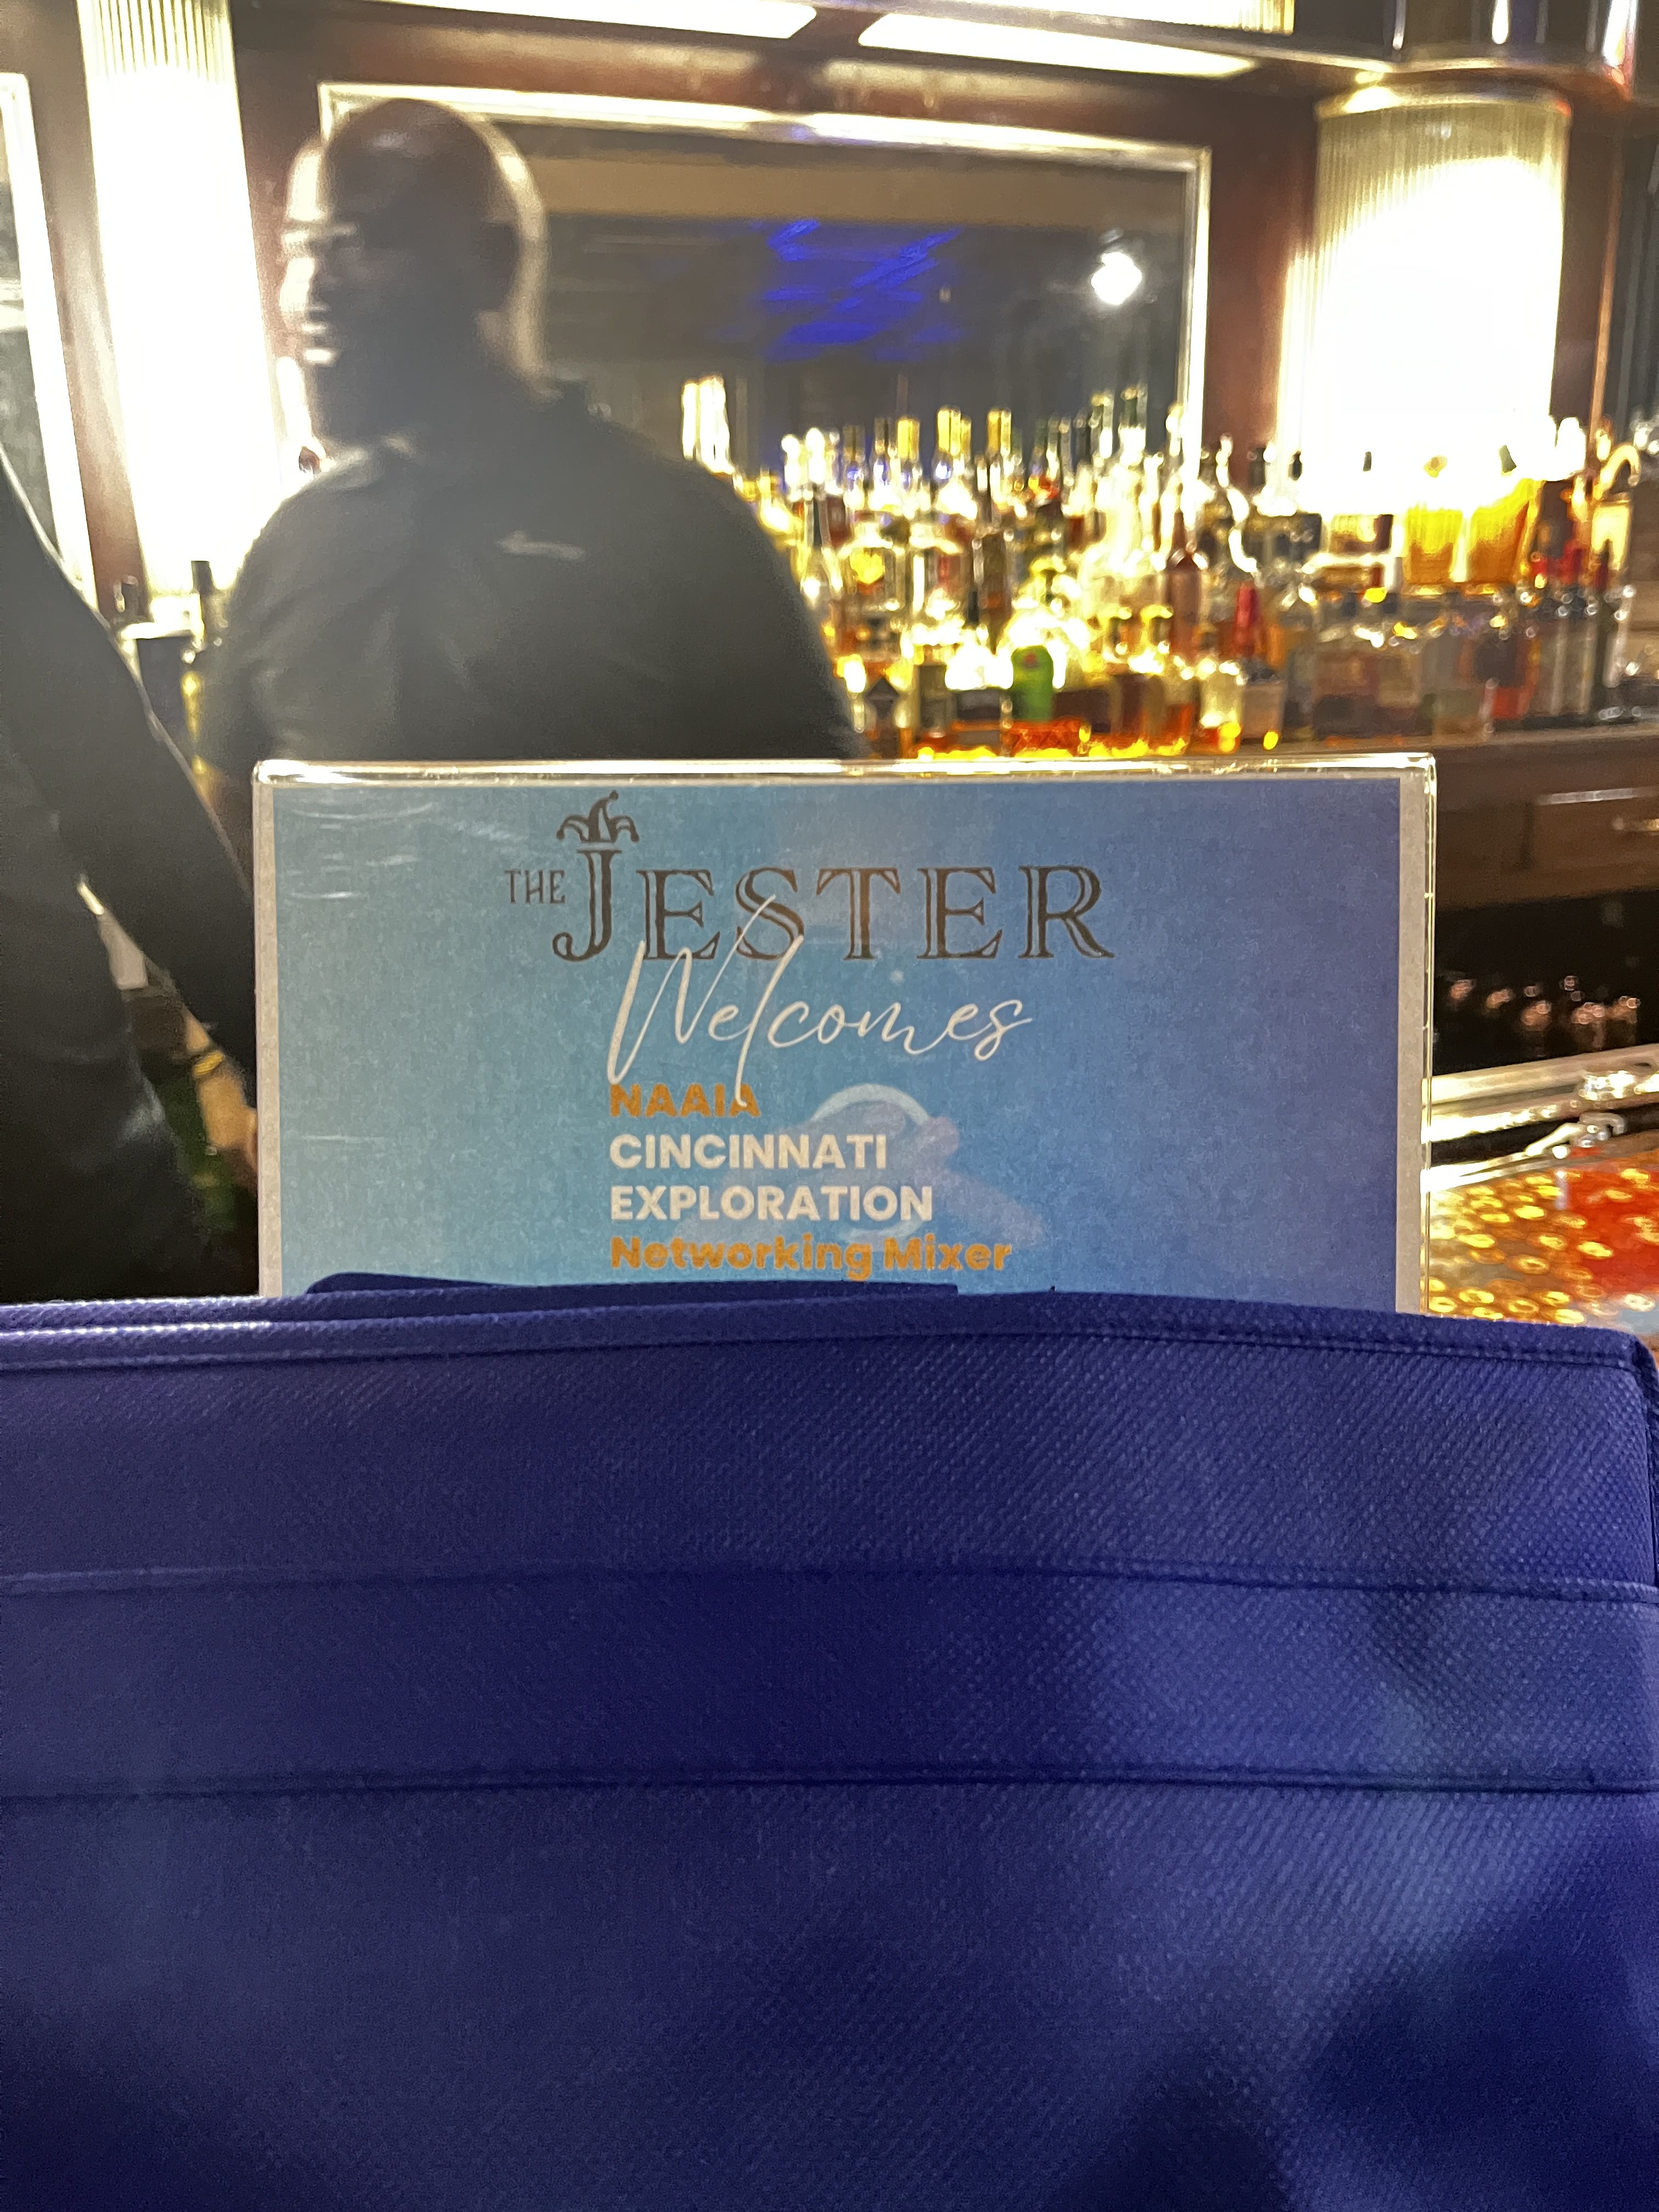 THE JESTER
Welcomes
NAAIA
CINCINNATI
EXPLORATION
Networking Mixer